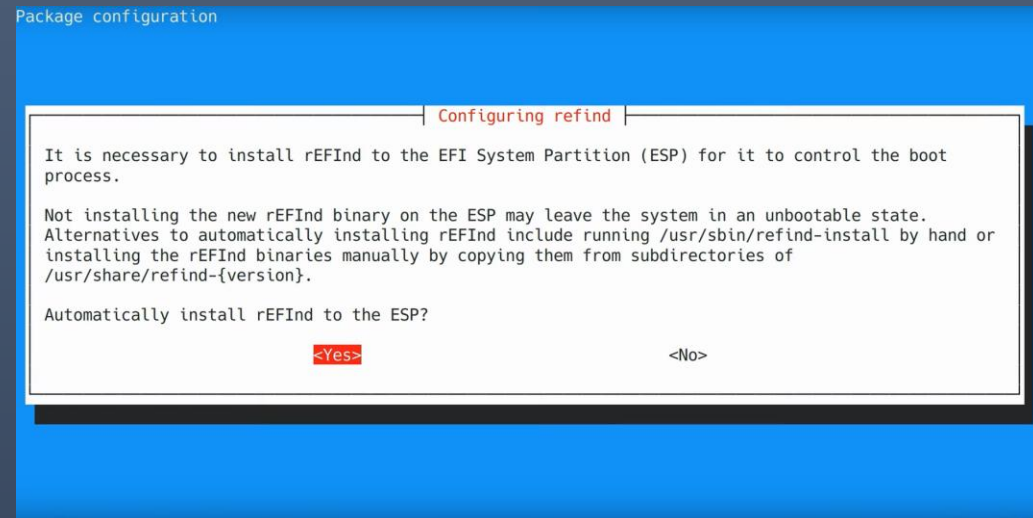 Package configuration
Configuring refind
It is necessary to install rEFInd to the EFI System Partition (ESP) for it to control the boot
process.
Not installing the new rEFInd binary on the ESP may leave the system in an unbootable state.
Alternatives to automatically installing rEFInd include running /usr/sbin/refind-install by hand or
installing the rEFInd binaries manually by copying them from subdirectories of
/usr/share/refind-{version}.
Automatically install rEFInd to the ESP?
<Yes> <No>